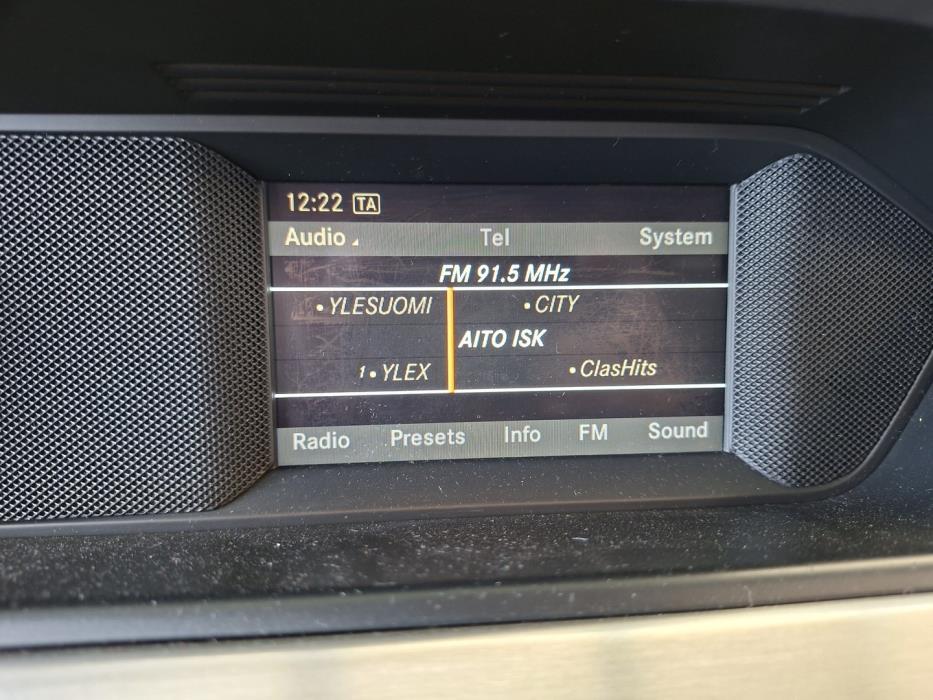 12:22 TA
Audio Tel System
FM 91.5 MHz
• YLESUOMI • CITY
AITO ISK
1 • YLEX • ClasHits
Radio Presets Info FM Sound